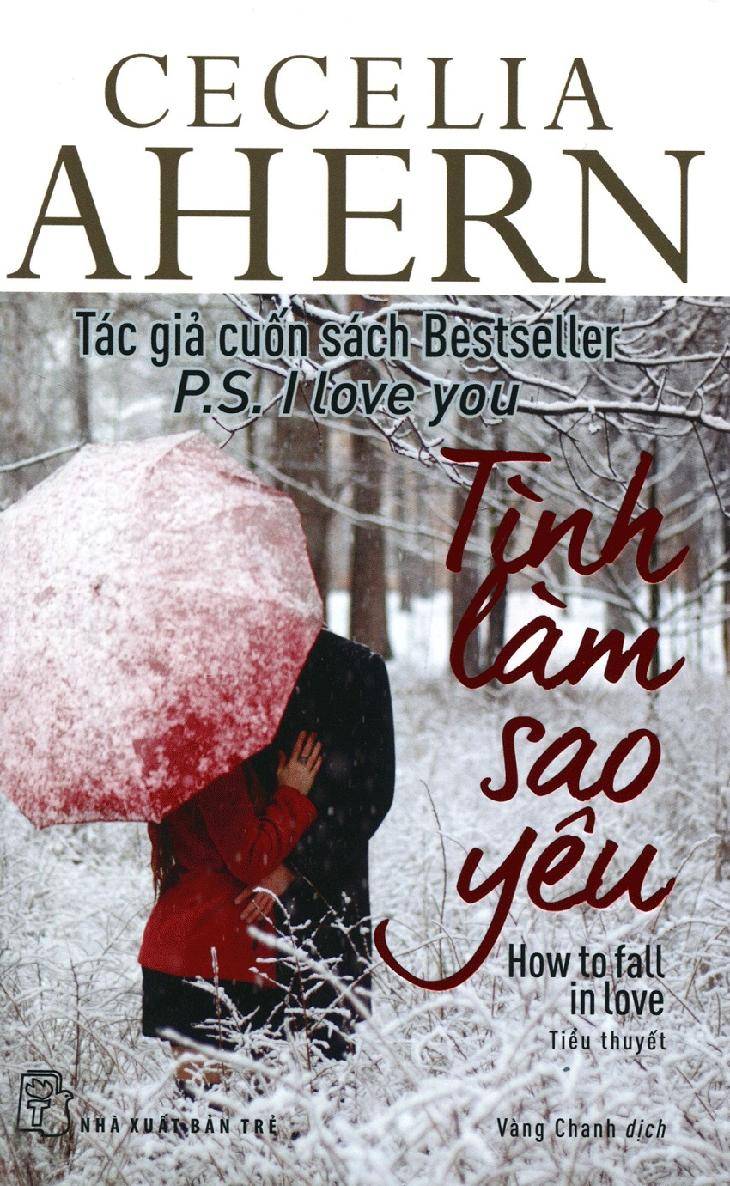 CECELIA
AHERN
Tác giả cuốn sách Bestseller
P.S. I love you
Tình
làm
sao
yêu
How to fall
in love
Tiểu thuyết
NHÀ XUẤT BẢN TRẺ
Vàng Chanh dịch